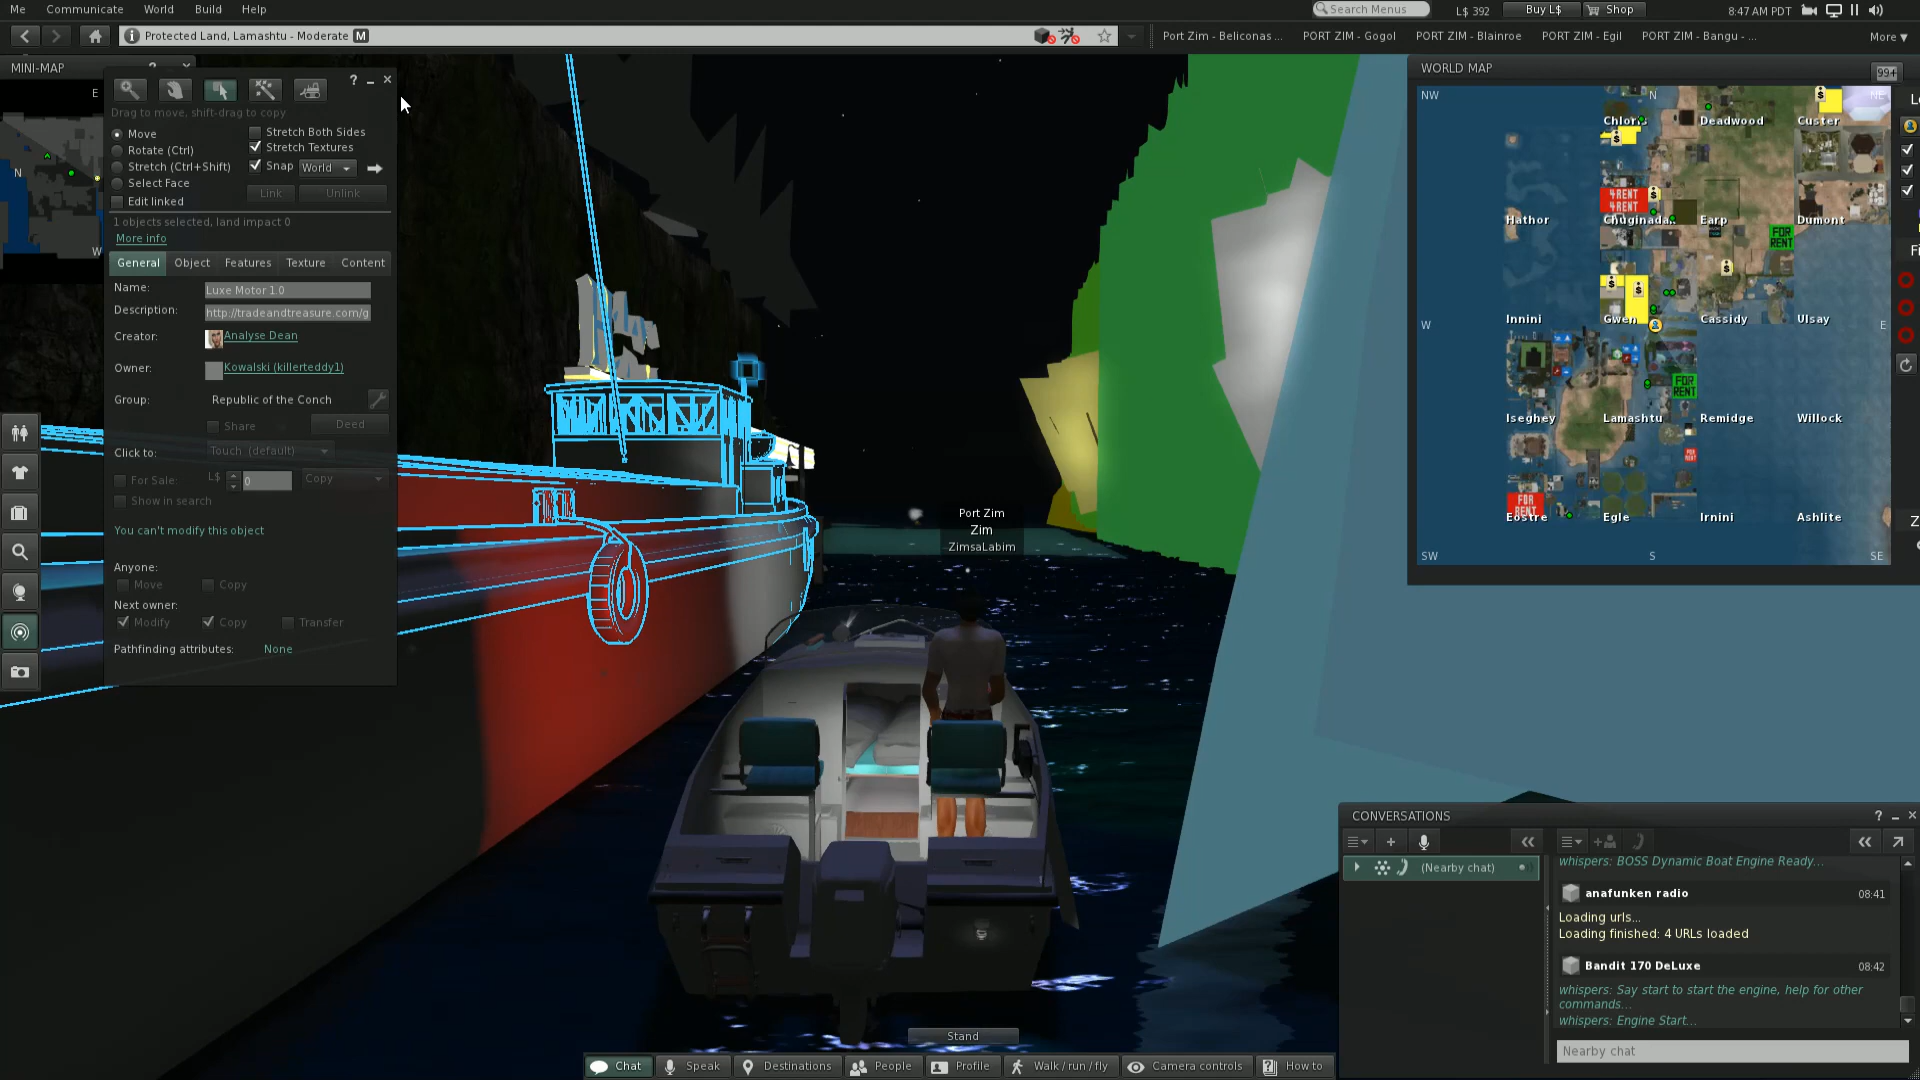 Me Communicate World Build Help
Search Menus L$ 392 Buy L$ Shop 8:47 AM PDT
Protected Land, Lamashtu - Moderate M
Port Zim - Beliconas ... PORT ZIM - Gogol PORT ZIM - Blainroe PORT ZIM - Egil PORT ZIM - Bangu - ... More ▼
MINI-MAP
E
N
W
Drag to move, shift-drag to copy
Move
Rotate (Ctrl)
Stretch (Ctrl+Shift)
Select Face
Edit linked
Stretch Both Sides
Stretch Textures
Snap World
Link Unlink
1 objects selected, land impact 0
More info
General Object Features Texture Content
Name: Luxe Motor 1.0
Description: http://tradeandtreasure.com/g
Creator: Analyse Dean
Owner: Kowalski (killerteddy1)
Group: Republic of the Conch
Share Deed
Click to: Touch (default)
For Sale: L$ 0 Copy
Show in search
You can't modify this object
Anyone:
Move Copy
Next owner:
Modify Copy Transfer
Pathfinding attributes: None
Port Zim
Zim
ZimsaLabim
WORLD MAP
99+
NW N NE
Chloris Deadwood Custer
4RENT
4RENT
Hathor Chuginadak Earp Dumont
FOR
RENT
Innini Gwen Cassidy Ulsay
W E
FOR
RENT
Iseghey Lamashtu Remidge Willock
FOR
RENT
FOR
RENT
Eostre Egle Irnini Ashlite
SW S SE
CONVERSATIONS
(Nearby chat)
whispers: BOSS Dynamic Boat Engine Ready...
anafunken radio 08:41
Loading urls...
Loading finished: 4 URLs loaded
Bandit 170 DeLuxe 08:42
whispers: Say start to start the engine, help for other
commands...
whispers: Engine Start...
Nearby chat
Stand
Chat Speak Destinations People Profile Walk / run / fly Camera controls How to